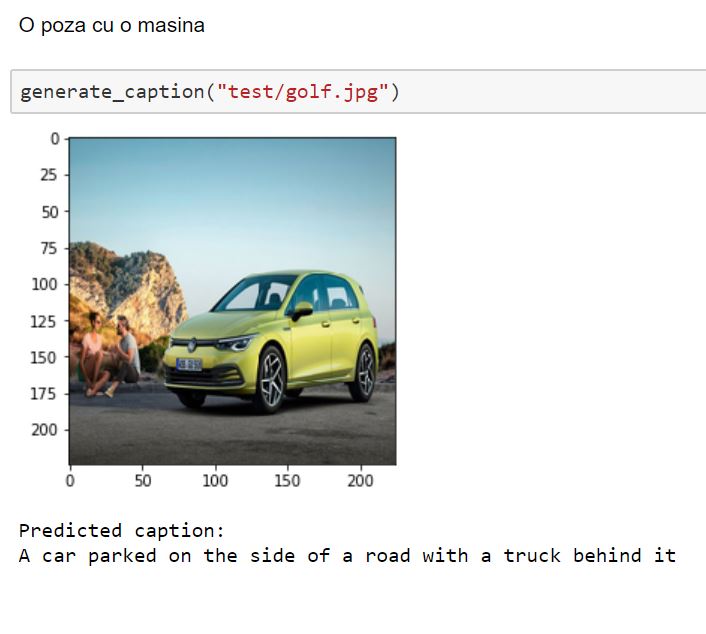 O poza cu o masina
generate_caption("test/golf.jpg")
0
25
50
75
100
125
150
175
200
0 50 100 150 200
Predicted caption:
A car parked on the side of a road with a truck behind it